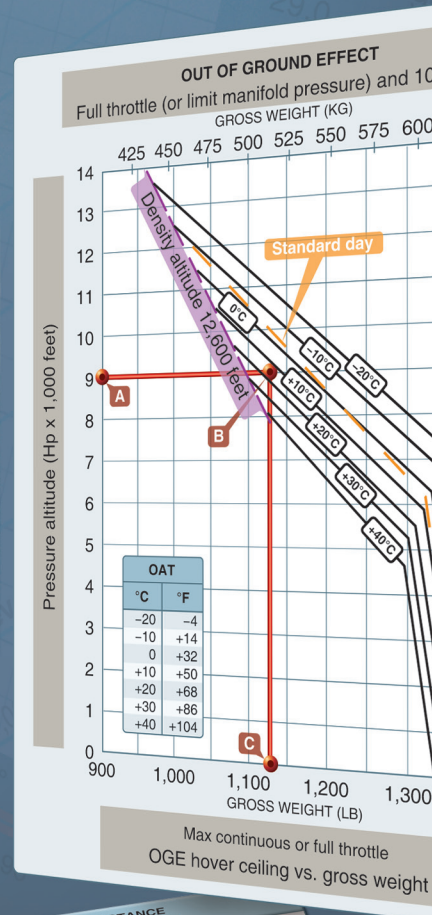 OUT OF GROUND EFFECT
Full throttle (or limit manifold pressure) and 10
GROSS WEIGHT (KG)
425 450 475 500 525 550 575 600
Pressure altitude (Hp x 1,000 feet)
14
13
12
11
10
9
8
7
6
5
4
3
2
1
0
Density altitude 12,600 feet
Standard day
0°C
-10°C
-20°C
+10°C
+20°C
+30°C
+40°C
A
B
C
OAT
°C °F
-20 -4
-10 +14
0 +32
+10 +50
+20 +68
+30 +86
+40 +104
900 1,000 1,100 1,200 1,300
GROSS WEIGHT (LB)
Max continuous or full throttle
OGE hover ceiling vs. gross weight
TANCE